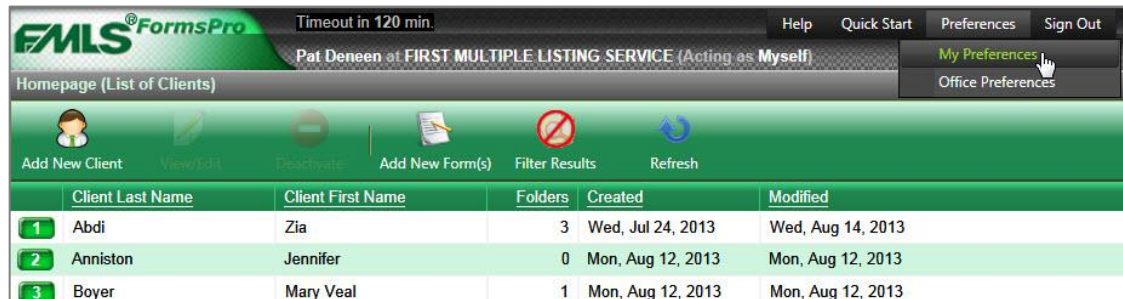 FMLS®FormsPro
Timeout in 120 min.
Help Quick Start Preferences Sign Out
Pat Deneen at FIRST MULTIPLE LISTING SERVICE (Acting as Myself)
My Preferences
Homepage (List of Clients)
Office Preferences
Add New Client View/Edit Deactivate Add New Form(s) Filter Results Refresh
Client Last Name Client First Name Folders Created Modified
1 Abdi Zia 3 Wed, Jul 24, 2013 Wed, Aug 14, 2013
2 Anniston Jennifer 0 Mon, Aug 12, 2013 Mon, Aug 12, 2013
3 Boyer Mary Veal 1 Mon, Aug 12, 2013 Mon, Aug 12, 2013